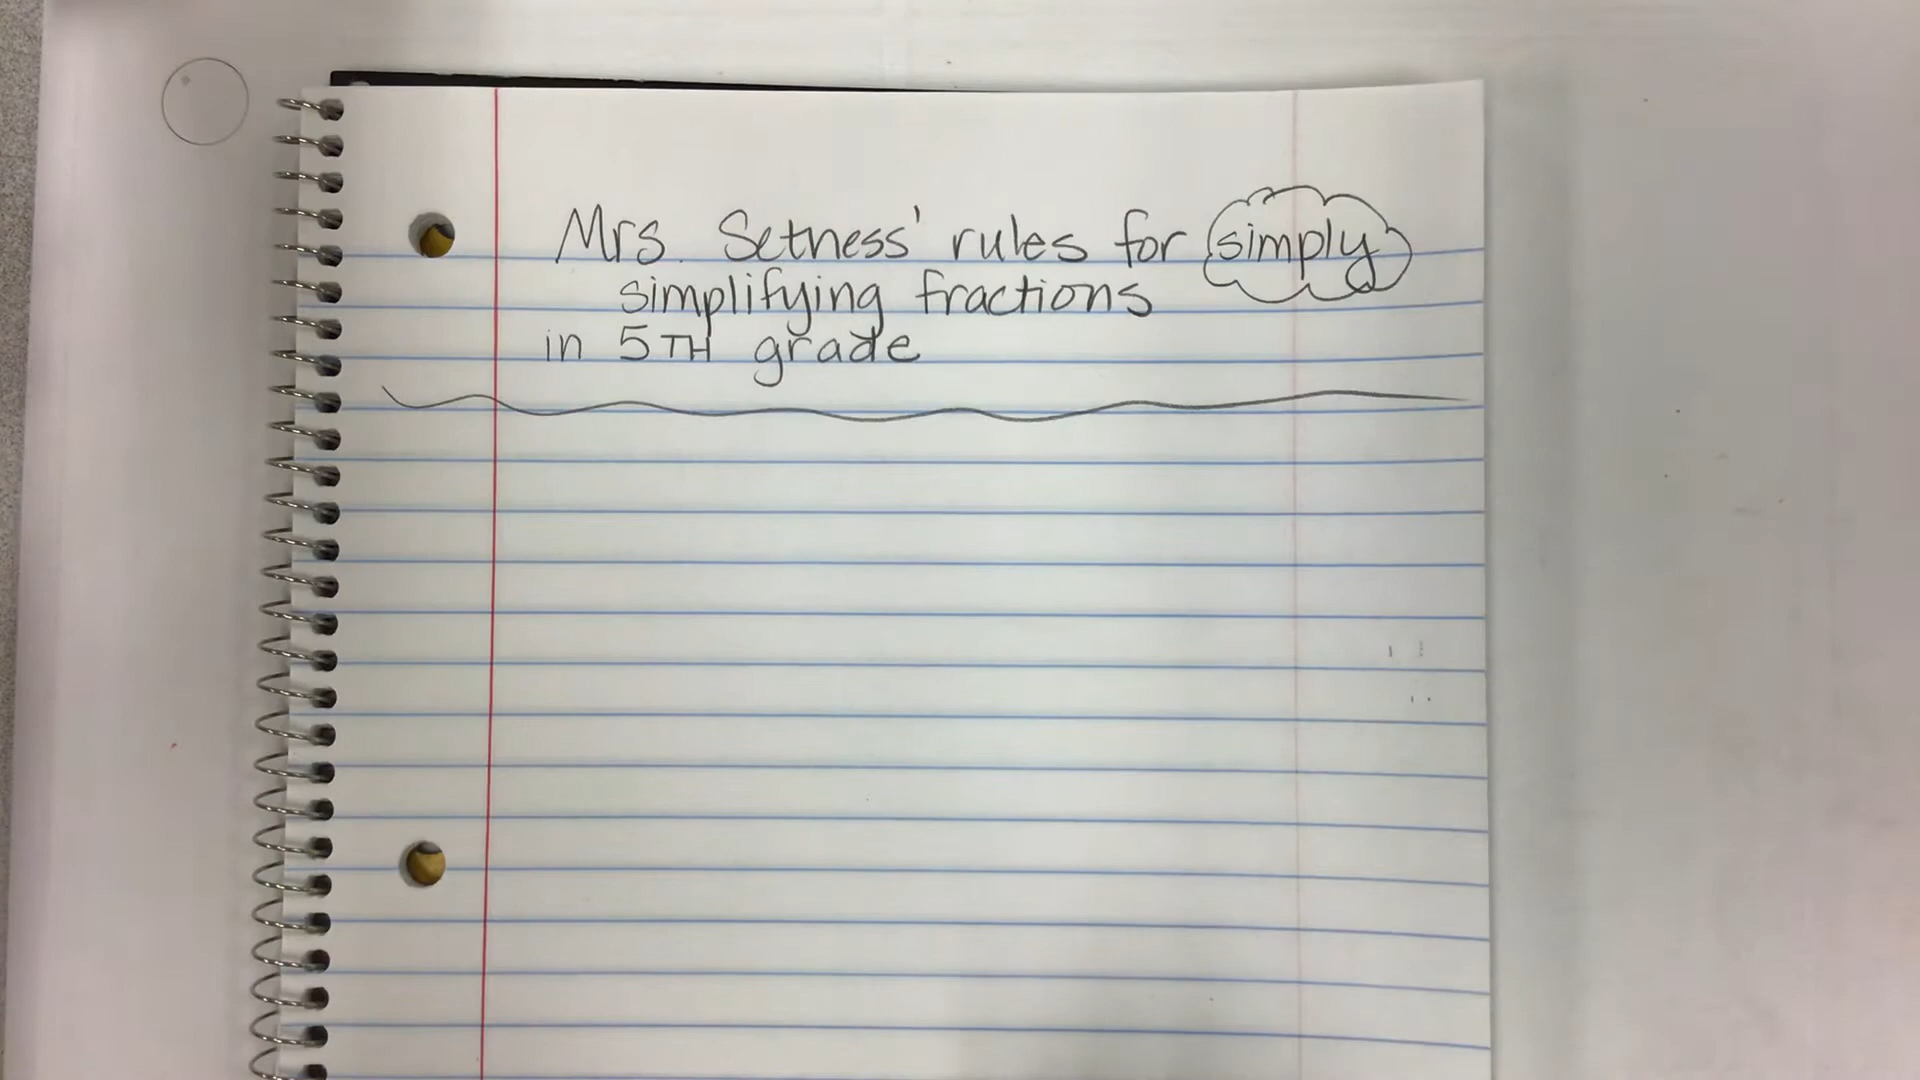 Mrs. Setness' rules for simply
simplifying fractions
in 5TH grade